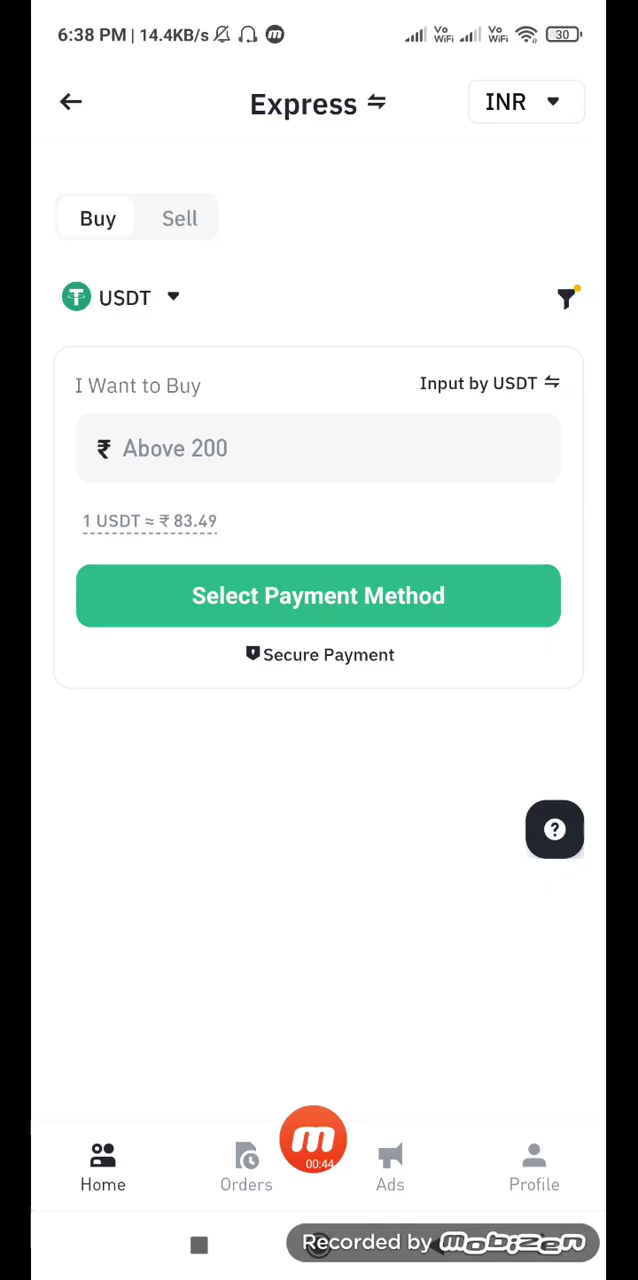 6:38 PM | 14.4KB/s Vo WiFi Vo WiFi 30
Express INR
Buy Sell
USDT
I Want to Buy Input by USDT
₹ Above 200
1 USDT ≈ ₹ 83.49
Select Payment Method
Secure Payment
?
00:44
Home Orders Ads Profile
Recorded by mobizen